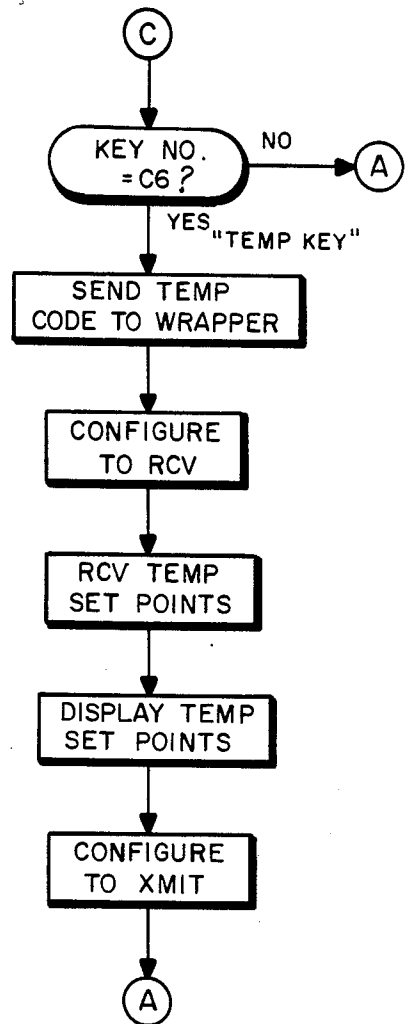 C
KEY NO.
=C6?
NO
A
YES
"TEMP KEY"
SEND TEMP
CODE TO WRAPPER
CONFIGURE
TO RCV
RCV TEMP
SET POINTS
DISPLAY TEMP
SET POINTS
CONFIGURE
TO XMIT
A